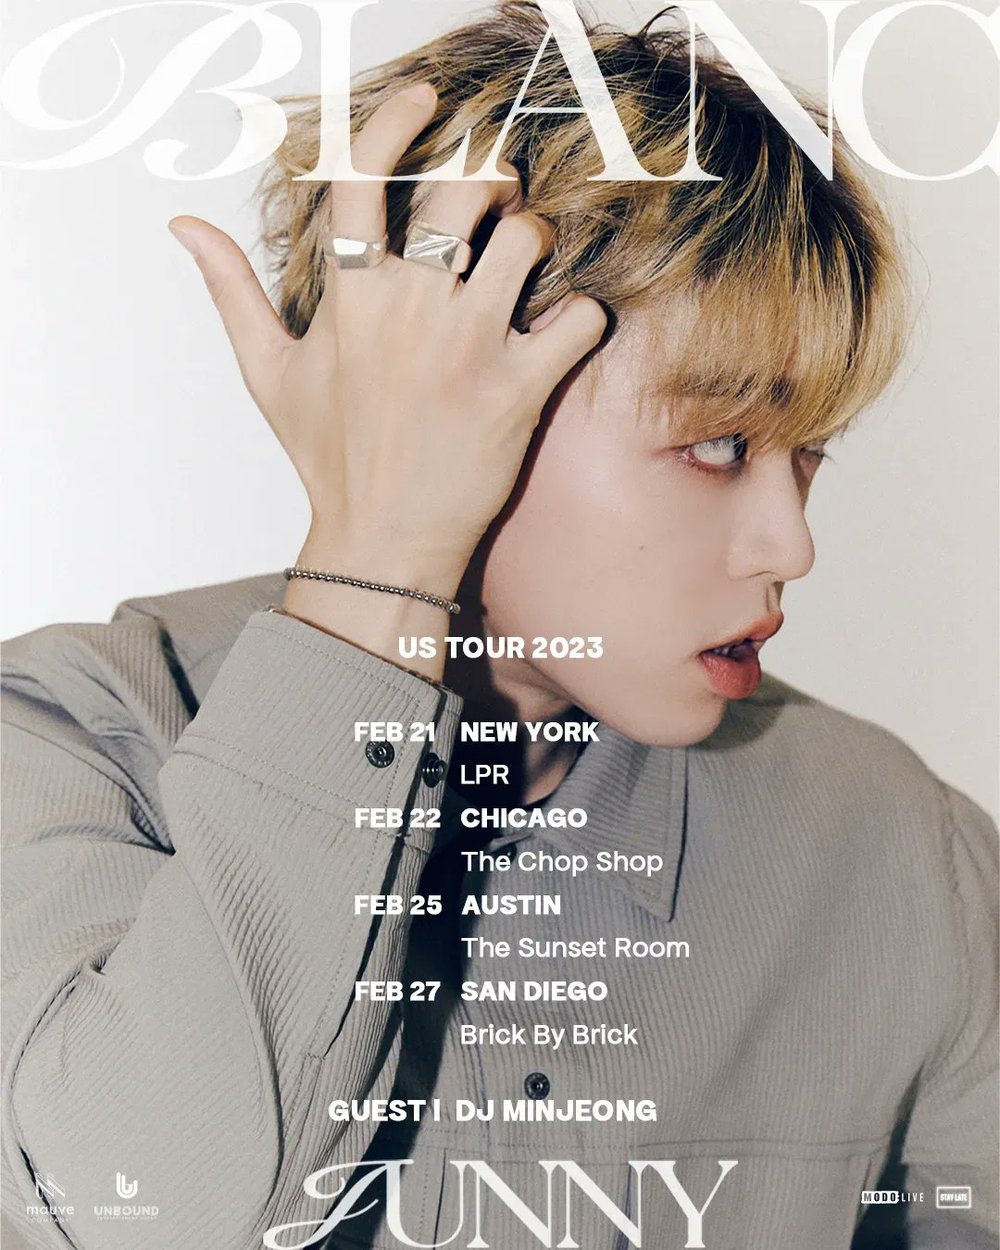 BLANC
US TOUR 2023
FEB 21 NEW YORK
LPR
FEB 22 CHICAGO
The Chop Shop
FEB 25 AUSTIN
The Sunset Room
FEB 27 SAN DIEGO
Brick By Brick
GUEST | DJ MINJEONG
JUNNY
mauve
COMPANY
UNBOUND
MODO LIVE
STAY LATE